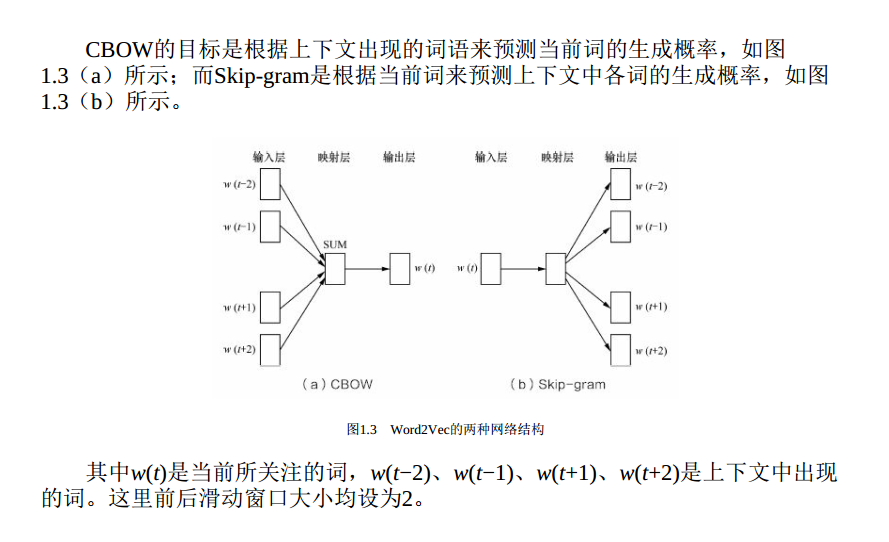 CBOW的目标是根据上下文出现的词语来预测当前词的生成概率，如图
1.3（a）所示；而Skip-gram是根据当前词来预测上下文中各词的生成概率，如图
1.3（b）所示。
输入层 映射层 输出层 输入层 映射层 输出层
w (t−2) w (t−2)
w (t−1) w (t−1)
SUM
w (t) w (t)
w (t+1) w (t+1)
w (t+2) w (t+2)
（a）CBOW （b）Skip-gram
图1.3 Word2Vec的两种网络结构
其中w(t)是当前所关注的词，w(t−2)、w(t−1)、w(t+1)、w(t+2)是上下文中出现
的词。这里前后滑动窗口大小均设为2。